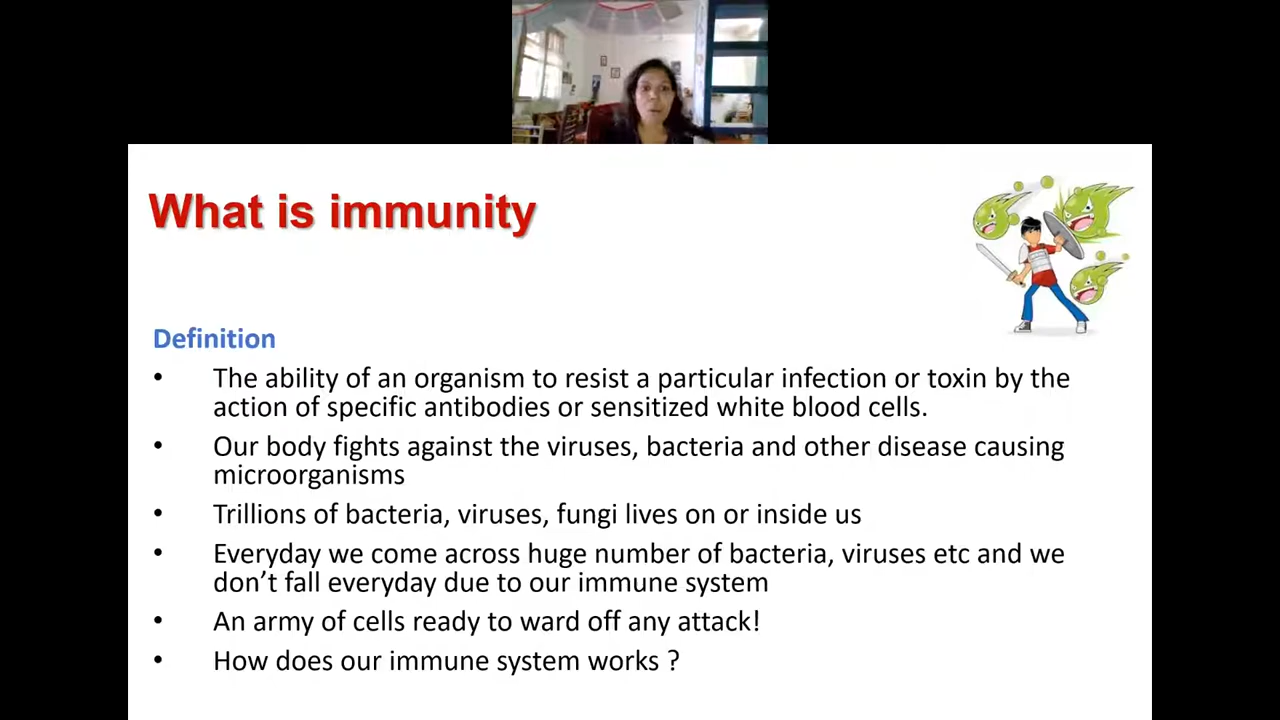 What is immunity
Definition
• The ability of an organism to resist a particular infection or toxin by the
action of specific antibodies or sensitized white blood cells.
• Our body fights against the viruses, bacteria and other disease causing
microorganisms
• Trillions of bacteria, viruses, fungi lives on or inside us
• Everyday we come across huge number of bacteria, viruses etc and we
don’t fall everyday due to our immune system
• An army of cells ready to ward off any attack!
• How does our immune system works ?